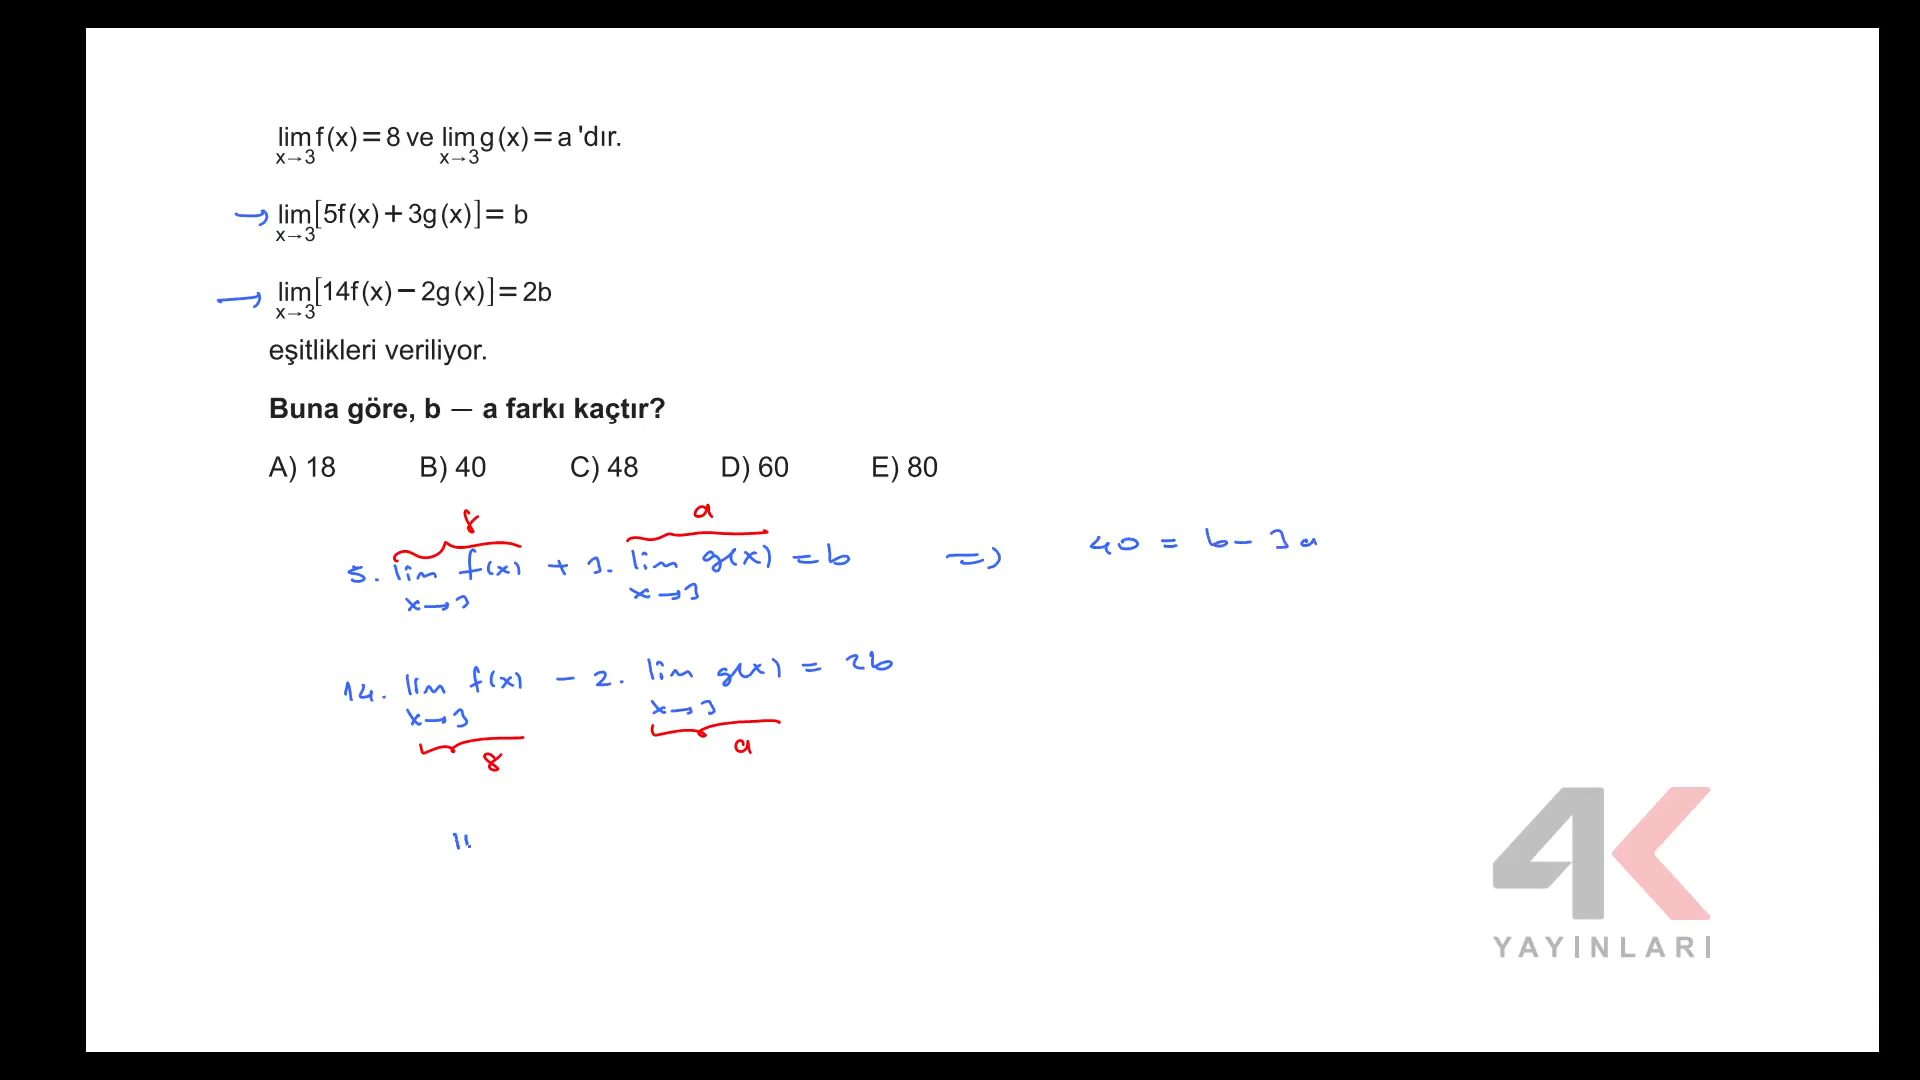 lim f(x) = 8 ve lim g(x) = a 'dır.
x→3 x→3
lim[5f(x) + 3g(x)] = b
x→3
lim[14f(x) − 2g(x)] = 2b
x→3
eşitlikleri veriliyor.
Buna göre, b — a farkı kaçtır?
A) 18 B) 40 C) 48 D) 60 E) 80
8 a
5. lim f(x) + 3. lim g(x) = b ⇒ 40 = b − 3a
x→3 x→3
14. lim f(x) − 2. lim g(x) = 2b
x→3 x→3
8 a
4K
YAYINLARI